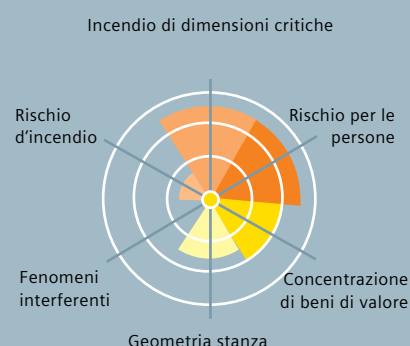 Incendio di dimensioni critiche
Rischio
d'incendio
Rischio per le
persone
Fenomeni
interferenti
Concentrazione
di beni di valore
Geometria stanza